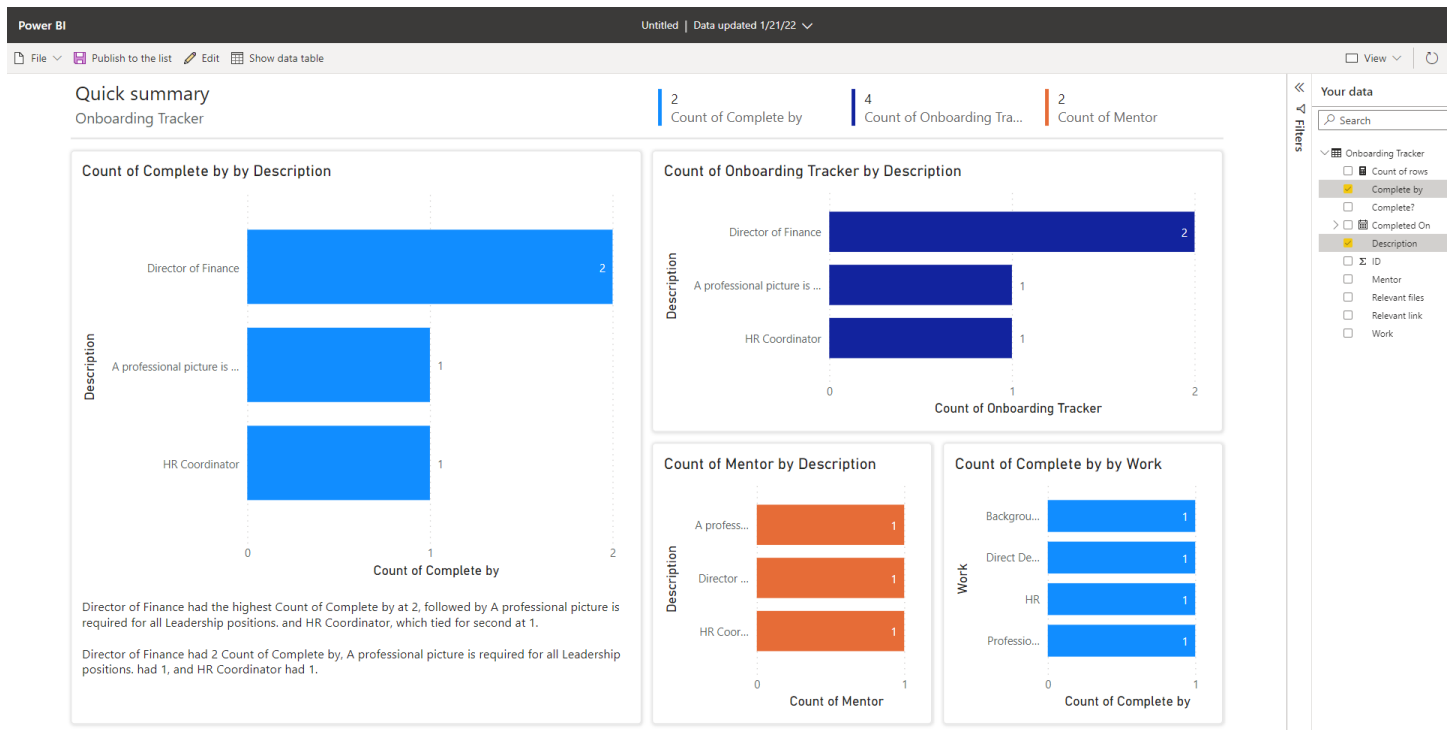 Power BI
Untitled | Data updated 1/21/22
File
Publish to the list
Edit
Show data table
View
Quick summary
Onboarding Tracker
2
Count of Complete by
4
Count of Onboarding Tra...
2
Count of Mentor
Count of Complete by by Description
Description
Director of Finance
2
A professional picture is ...
1
HR Coordinator
1
0
1
2
Count of Complete by
Director of Finance had the highest Count of Complete by at 2, followed by A professional picture is
required for all Leadership positions. and HR Coordinator, which tied for second at 1.
Director of Finance had 2 Count of Complete by, A professional picture is required for all Leadership
positions. had 1, and HR Coordinator had 1.
Count of Onboarding Tracker by Description
Description
Director of Finance
2
A professional picture is ...
1
HR Coordinator
1
0
1
2
Count of Onboarding Tracker
Count of Mentor by Description
Description
A profess...
1
Director ...
1
HR Coor...
1
0
1
Count of Mentor
Count of Complete by by Work
Work
Backgrou...
1
Direct De...
1
HR
1
Professio...
1
0
1
Count of Complete by
Filters
Your data
Search
Onboarding Tracker
Count of rows
Complete by
Complete?
Completed On
Description
Σ ID
Mentor
Relevant files
Relevant link
Work